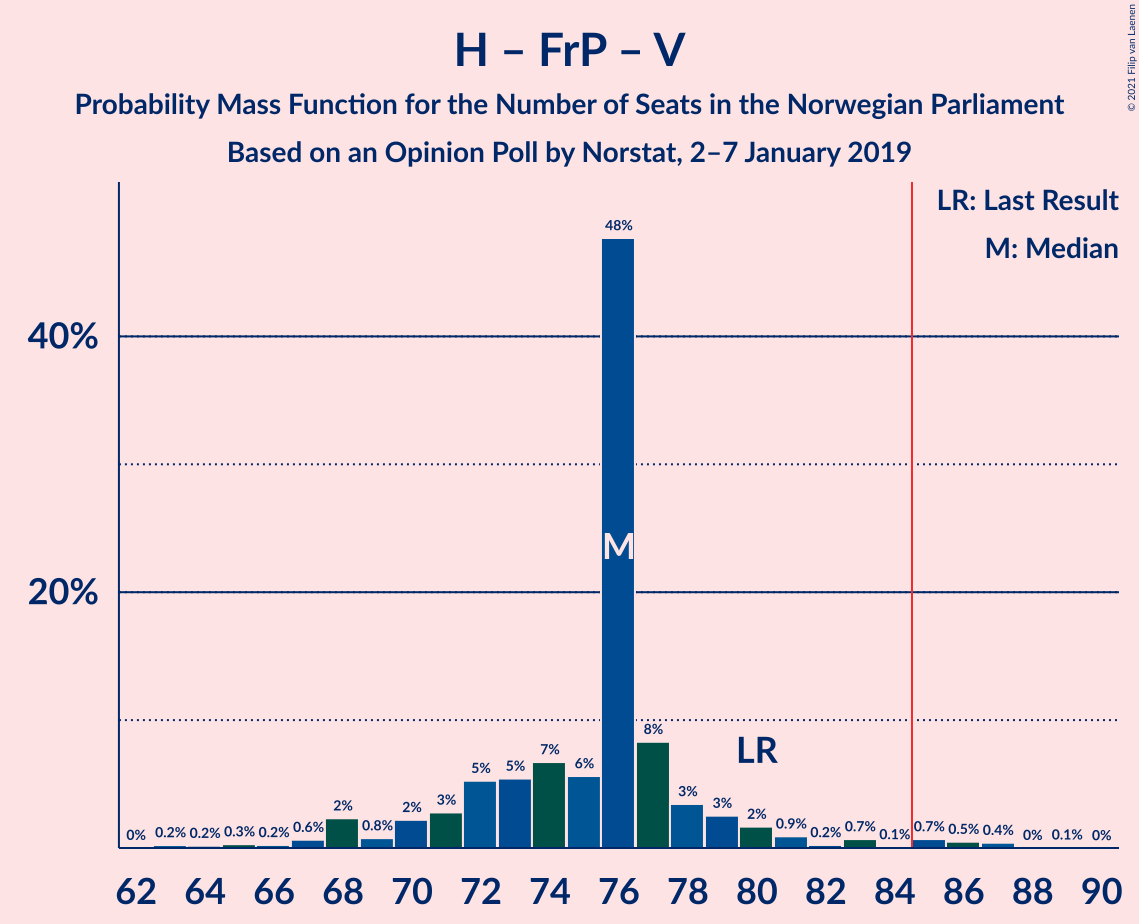 H – FrP – V
Probability Mass Function for the Number of Seats in the Norwegian Parliament
Based on an Opinion Poll by Norstat, 2–7 January 2019
© 2021 Filip van Laenen
LR: Last Result
M: Median
40%
20%
0% 0.2% 0.2% 0.3% 0.2% 0.6% 2% 0.8% 2% 3% 5% 5% 7% 6% 48% 8% 3% 3% 2% 0.9% 0.2% 0.7% 0.1% 0.7% 0.5% 0.4% 0% 0.1% 0%
M
LR
62 64 66 68 70 72 74 76 78 80 82 84 86 88 90